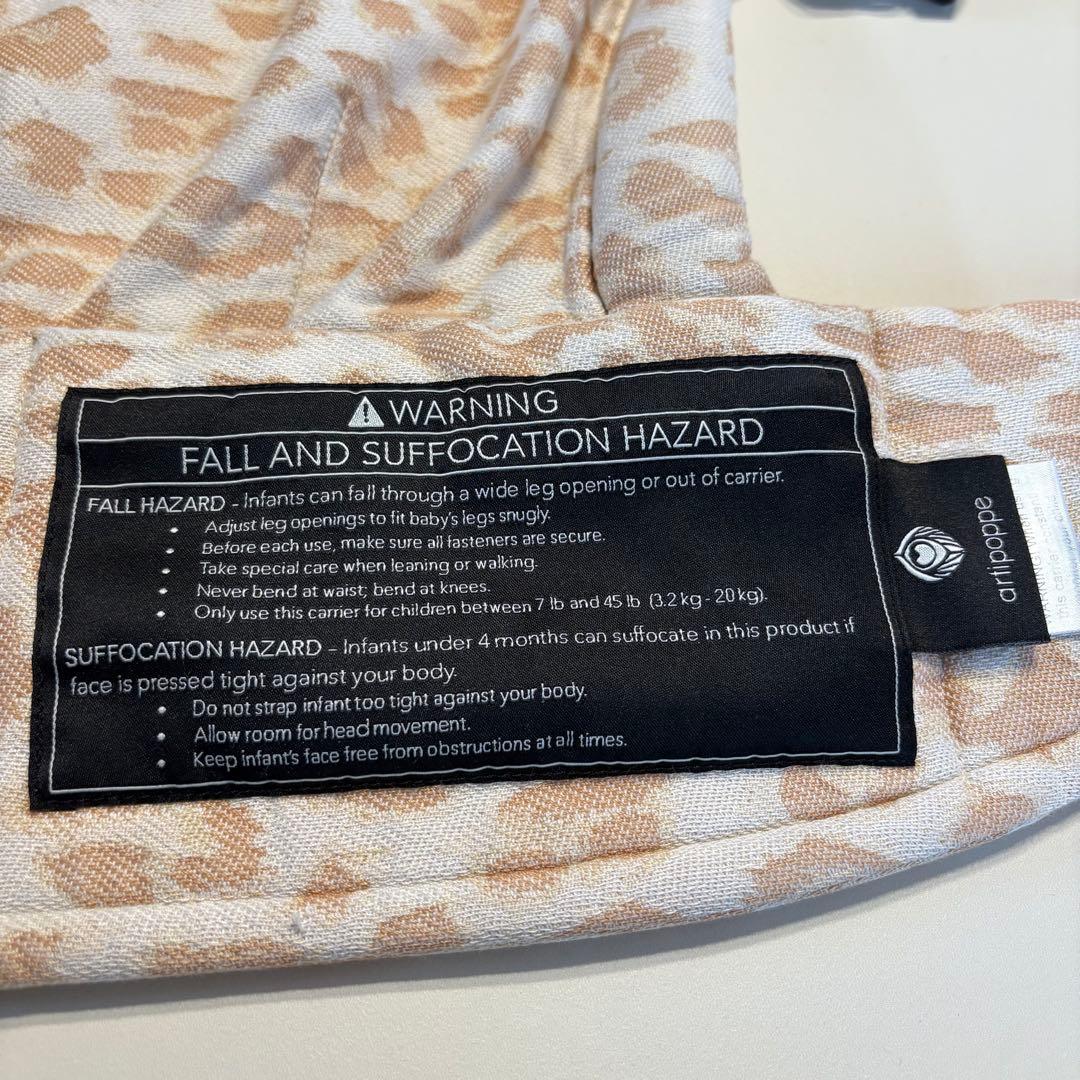 ⚠ WARNING
FALL AND SUFFOCATION HAZARD
FALL HAZARD - Infants can fall through a wide leg opening or out of carrier.
• Adjust leg openings to fit baby's legs snugly.
• Before each use, make sure all fasteners are secure.
• Take special care when leaning or walking.
• Never bend at waist; bend at knees.
• Only use this carrier for children between 7 lb and 45 lb (3.2 kg - 20 kg).
SUFFOCATION HAZARD – Infants under 4 months can suffocate in this product if
face is pressed tight against your body.
• Do not strap infant too tight against your body.
• Allow room for head movement.
• Keep infant's face free from obstructions at all times.
artipoppe